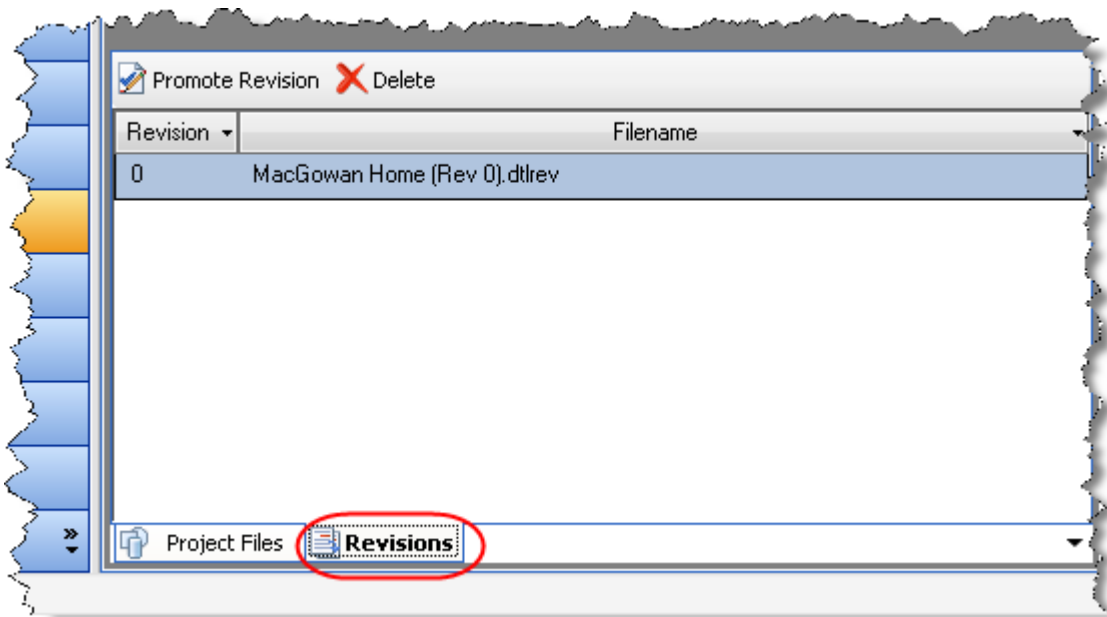 Promote Revision Delete
Revision Filename
0 MacGowan Home (Rev 0).dtlrev
Project Files Revisions